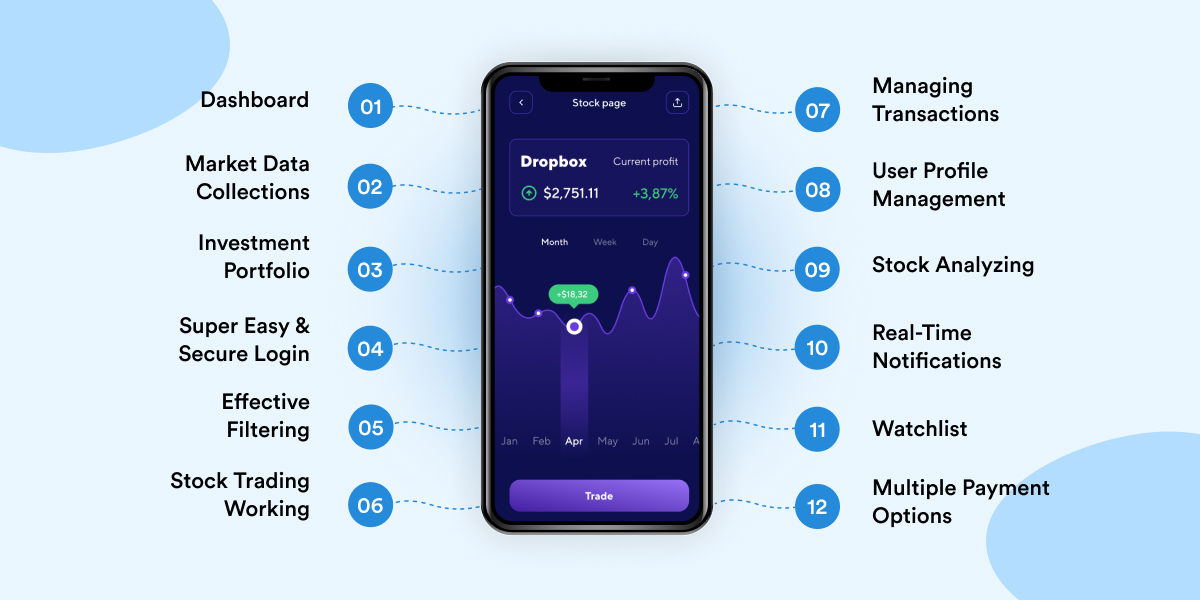 Dashboard
01
Market Data
Collections
02
Investment
Portfolio
03
Super Easy &
Secure Login
04
Effective
Filtering
05
Stock Trading
Working
06
Stock page
Dropbox
Current profit
$2,751.11
+3,87%
Month Week Day
+$18,32
Jan Feb Apr May Jun Jul A
Trade
07
Managing
Transactions
08
User Profile
Management
09
Stock Analyzing
10
Real-Time
Notifications
11
Watchlist
12
Multiple Payment
Options